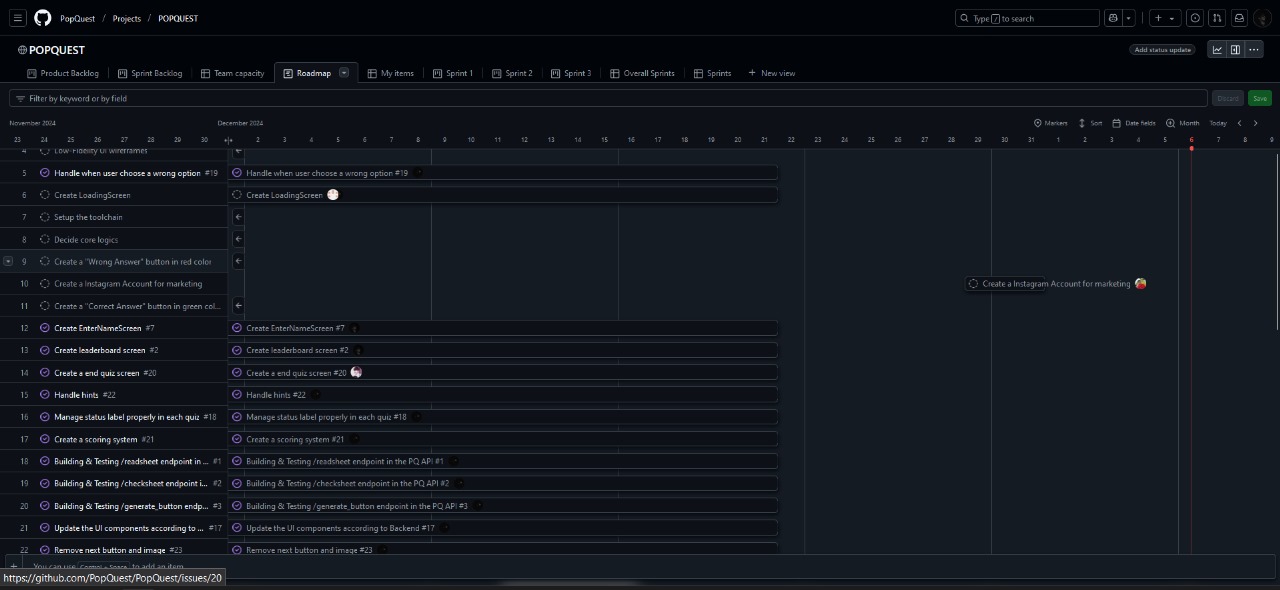 PopQuest / Projects / POPQUEST
Type / to search
POPQUEST
Add status update
Product Backlog Sprint Backlog Team capacity Roadmap My items Sprint 1 Sprint 2 Sprint 3 Overall Sprints Sprints + New view
Filter by keyword or by field
Discard Save
November 2024 December 2024
Markers Sort Date fields Month Today
23 24 25 26 27 28 29 30 2 3 4 5 6 7 8 9 10 11 12 13 14 15 16 17 18 19 20 21 22 23 24 25 26 27 28 29 30 31 1 2 3 4 5 6 7 8 9
4 Low-Fidelity UI wireframes
5 Handle when user choose a wrong option #19 Handle when user choose a wrong option #19
6 Create LoadingScreen Create LoadingScreen
7 Setup the toolchain
8 Decide core logics
9 Create a "Wrong Answer" button in red color
10 Create a Instagram Account for marketing Create a Instagram Account for marketing
11 Create a "Correct Answer" button in green col...
12 Create EnterNameScreen #7 Create EnterNameScreen #7
13 Create leaderboard screen #2 Create leaderboard screen #2
14 Create a end quiz screen #20 Create a end quiz screen #20
15 Handle hints #22 Handle hints #22
16 Manage status label properly in each quiz #18 Manage status label properly in each quiz #18
17 Create a scoring system #21 Create a scoring system #21
18 Building & Testing /readsheet endpoint in ... #1 Building & Testing /readsheet endpoint in the PQ API #1
19 Building & Testing /checksheet endpoint i... #2 Building & Testing /checksheet endpoint in the PQ API #2
20 Building & Testing /generate_button endp... #3 Building & Testing /generate_button endpoint in the PQ API #3
21 Update the UI components according to ... #17 Update the UI components according to Backend #17
22 Remove next button and image #23 Remove next button and image #23
+ You can use Control + Space to add an item
https://github.com/PopQuest/PopQuest/issues/20